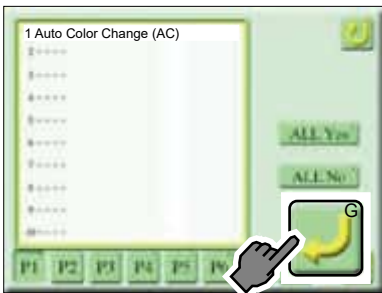 1 Auto Color Change (AC)
2-----
3-----
4-----
5-----
6-----
7-----
8-----
9-----
10-----
ALL Yes
ALL No
G
P1 P2 P3 P4 P5 P6